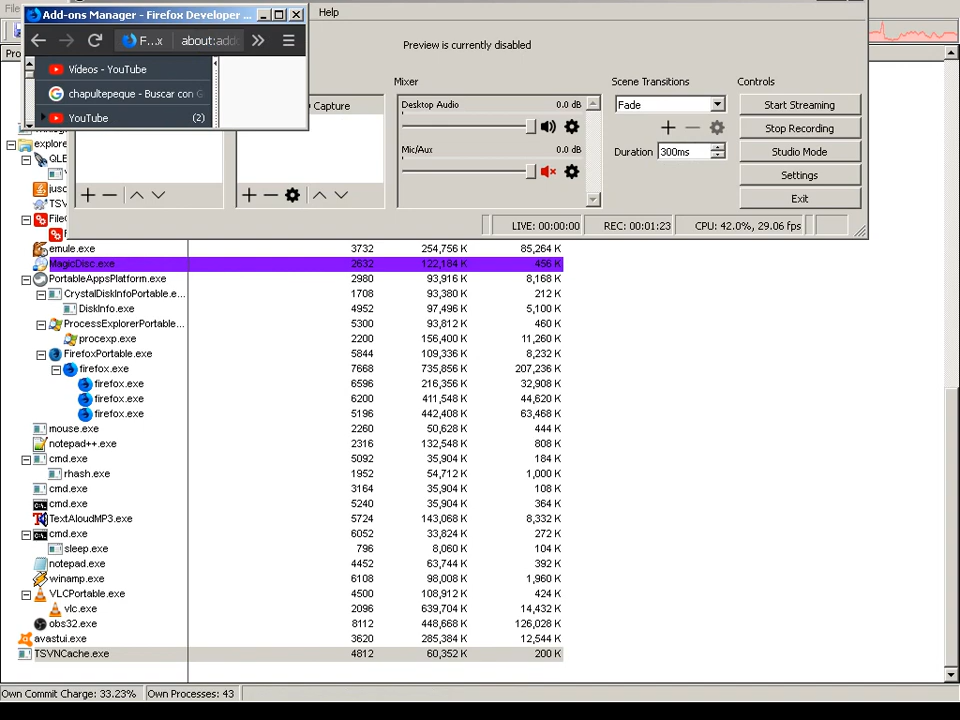 File
Add-ons Manager - Firefox Developer ...
Help
F...x
about:addo
Preview is currently disabled
Vídeos - YouTube
chapultepeque - Buscar con G
YouTube
(2)
Capture
Mixer
Desktop Audio
0.0 dB
Mic/Aux
0.0 dB
Scene Transitions
Fade
Duration
300ms
Controls
Start Streaming
Stop Recording
Studio Mode
Settings
Exit
LIVE: 00:00:00
REC: 00:01:23
CPU: 42.0%, 29.06 fps
Pro
explore
QLE
jusc
TSV
File
emule.exe 3732 254,756 K 85,264 K
MagicDisc.exe 2632 122,184 K 456 K
PortableAppsPlatform.exe 2980 93,916 K 8,168 K
CrystalDiskInfoPortable.e... 1708 93,380 K 212 K
DiskInfo.exe 4952 97,496 K 5,100 K
ProcessExplorerPortable... 5300 93,812 K 460 K
procexp.exe 2200 156,400 K 11,260 K
FirefoxPortable.exe 5844 109,336 K 8,232 K
firefox.exe 7668 735,856 K 207,236 K
firefox.exe 6596 216,356 K 32,908 K
firefox.exe 6200 411,548 K 44,620 K
firefox.exe 5196 442,408 K 63,468 K
mouse.exe 2260 50,628 K 444 K
notepad++.exe 2316 132,548 K 808 K
cmd.exe 5092 35,904 K 184 K
rhash.exe 1952 54,712 K 1,000 K
cmd.exe 3164 35,904 K 108 K
cmd.exe 5240 35,904 K 364 K
TextAloudMP3.exe 5724 143,068 K 8,332 K
cmd.exe 6052 33,824 K 272 K
sleep.exe 796 8,060 K 104 K
notepad.exe 4452 63,744 K 392 K
winamp.exe 6108 98,008 K 1,960 K
VLCPortable.exe 4500 108,912 K 424 K
vlc.exe 2096 639,704 K 14,432 K
obs32.exe 8112 448,668 K 126,028 K
avastui.exe 3620 285,384 K 12,544 K
TSVNCache.exe 4812 60,352 K 200 K
Own Commit Charge: 33.23%
Own Processes: 43